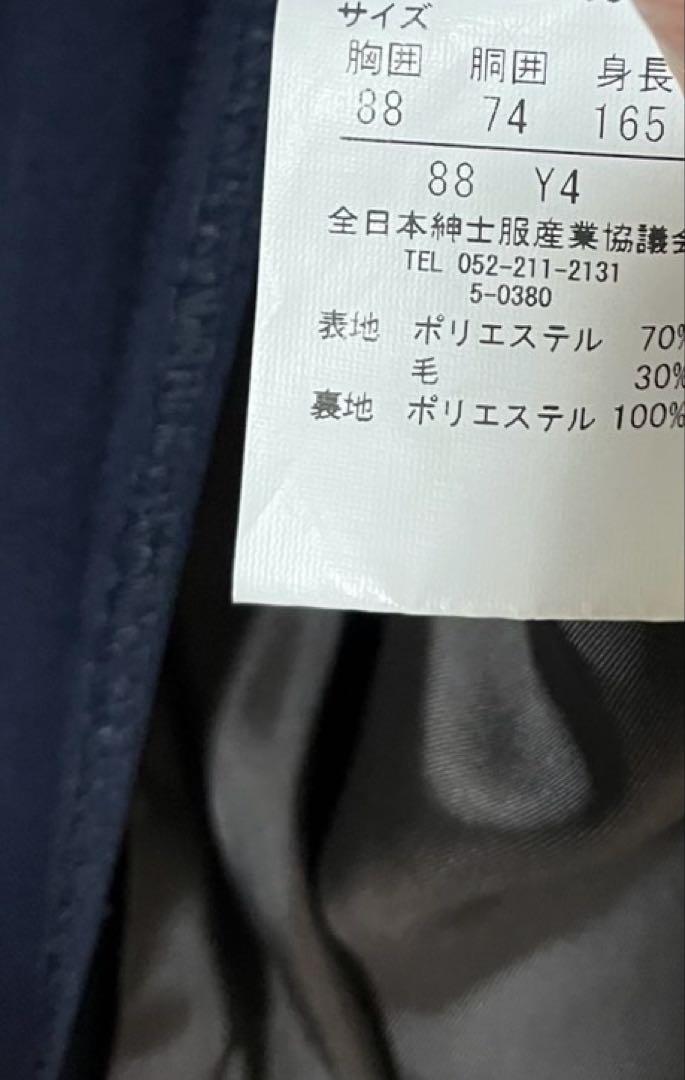 サイズ
胸囲 胴囲 身長
88 74 165
88 Y4
全日本紳士服産業協議会
TEL 052-211-2131
5-0380
表地 ポリエステル 70%
毛 30%
裏地 ポリエステル 100%